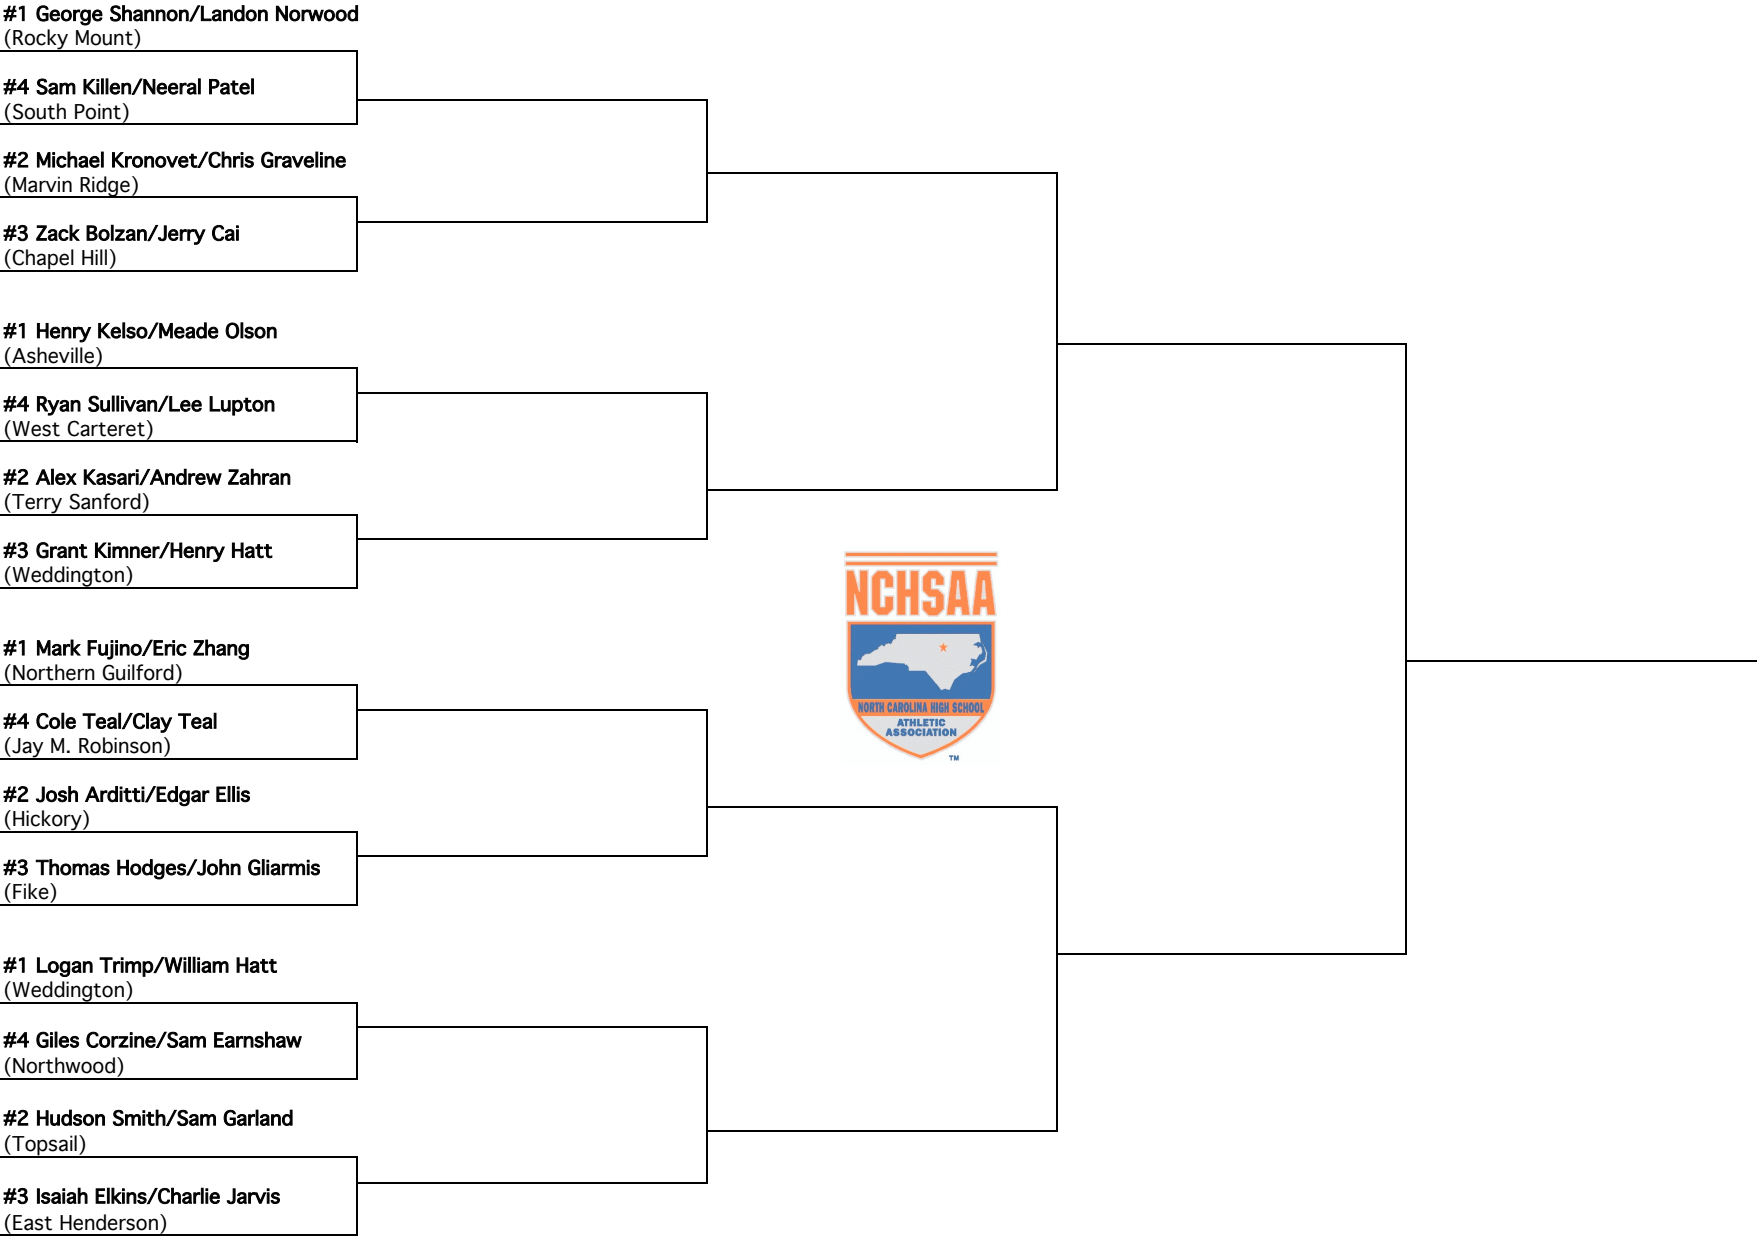 #1 George Shannon/Landon Norwood
(Rocky Mount)
#4 Sam Killen/Neeral Patel
(South Point)
#2 Michael Kronovet/Chris Graveline
(Marvin Ridge)
#3 Zack Bolzan/Jerry Cai
(Chapel Hill)
#1 Henry Kelso/Meade Olson
(Asheville)
#4 Ryan Sullivan/Lee Lupton
(West Carteret)
#2 Alex Kasari/Andrew Zahran
(Terry Sanford)
#3 Grant Kimner/Henry Hatt
(Weddington)
#1 Mark Fujino/Eric Zhang
(Northern Guilford)
#4 Cole Teal/Clay Teal
(Jay M. Robinson)
#2 Josh Arditti/Edgar Ellis
(Hickory)
#3 Thomas Hodges/John Gliarmis
(Fike)
#1 Logan Trimp/William Hatt
(Weddington)
#4 Giles Corzine/Sam Earnshaw
(Northwood)
#2 Hudson Smith/Sam Garland
(Topsail)
#3 Isaiah Elkins/Charlie Jarvis
(East Henderson)
NCHSAA
NORTH CAROLINA HIGH SCHOOL
ATHLETIC
ASSOCIATION
TM